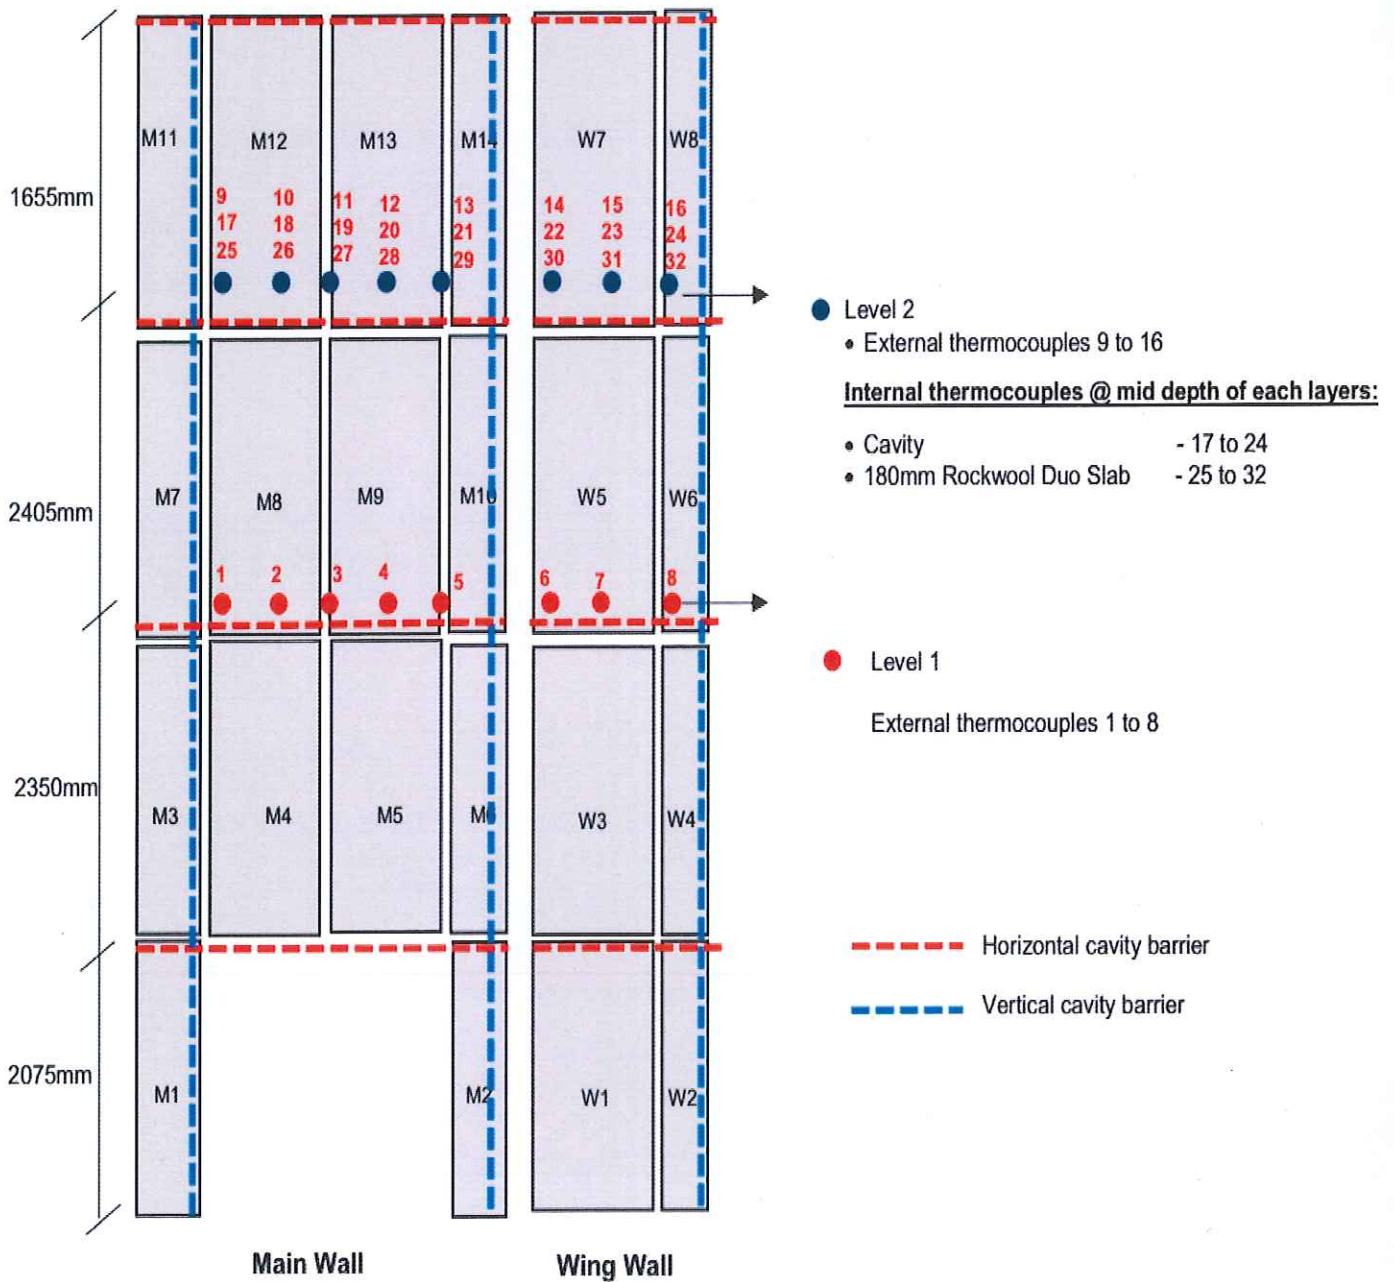 M11 M12 M13 M14 W7 W8
1655mm
9 10 11 12 13 14 15 16
17 18 19 20 21 22 23 24
25 26 27 28 29 30 31 32
Level 2
• External thermocouples 9 to 16
Internal thermocouples @ mid depth of each layers:
• Cavity - 17 to 24
• 180mm Rockwool Duo Slab - 25 to 32
2405mm
M7 M8 M9 M10 W5 W6
1 2 3 4 5 6 7 8
Level 1
External thermocouples 1 to 8
2350mm
M3 M4 M5 M6 W3 W4
Horizontal cavity barrier
Vertical cavity barrier
2075mm
M1 M2 W1 W2
Main Wall Wing Wall